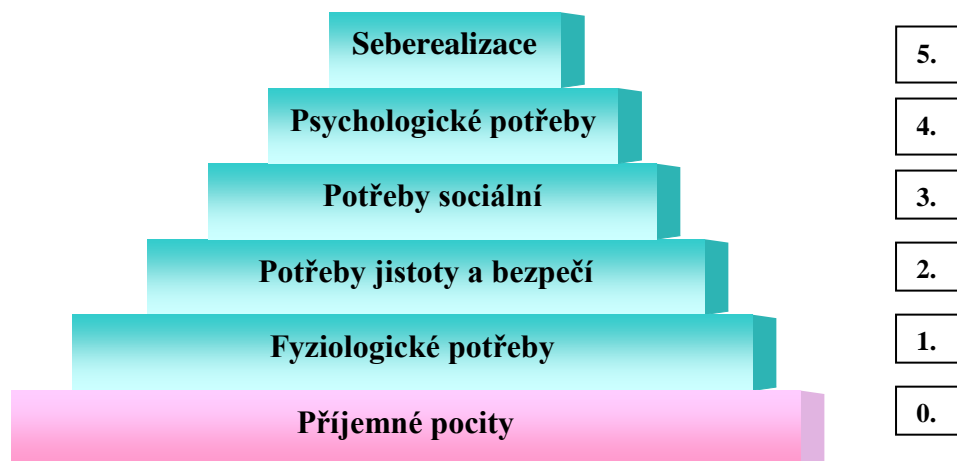 Seberealizace 5.
Psychologické potřeby 4.
Potřeby sociální 3.
Potřeby jistoty a bezpečí 2.
Fyziologické potřeby 1.
Příjemné pocity 0.